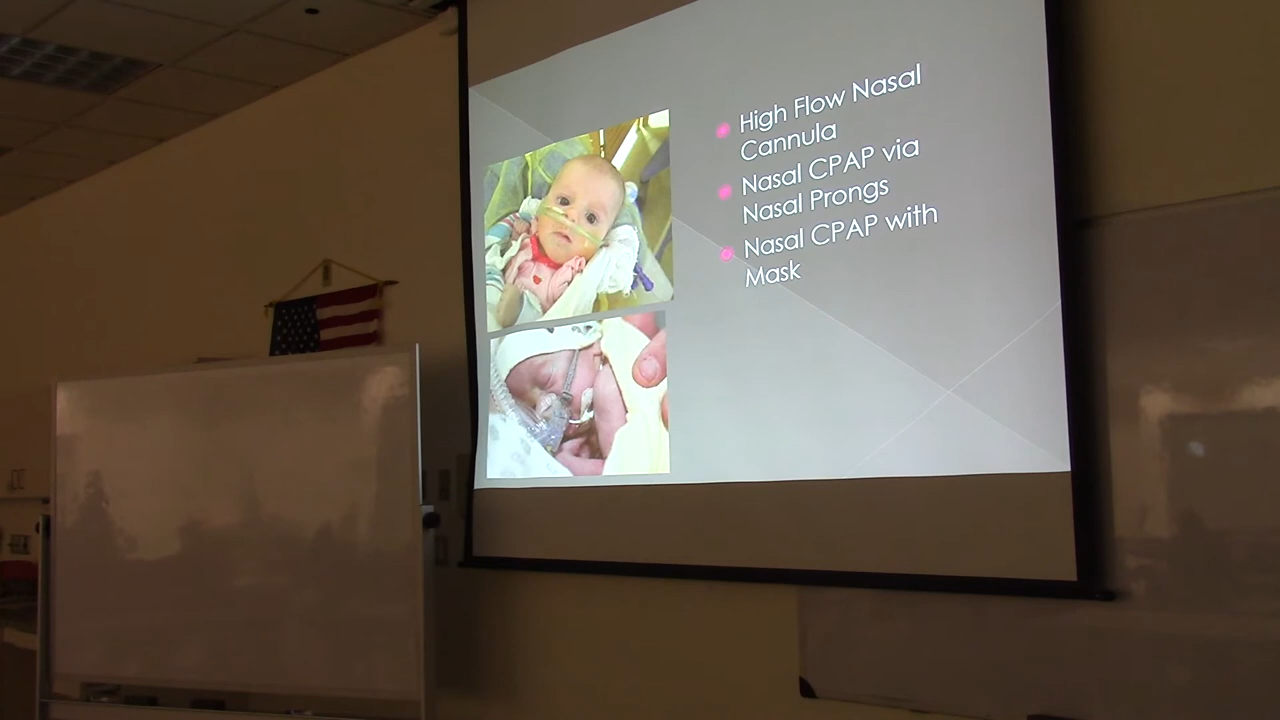 High Flow Nasal
Cannula
Nasal CPAP via
Nasal Prongs
Nasal CPAP with
Mask